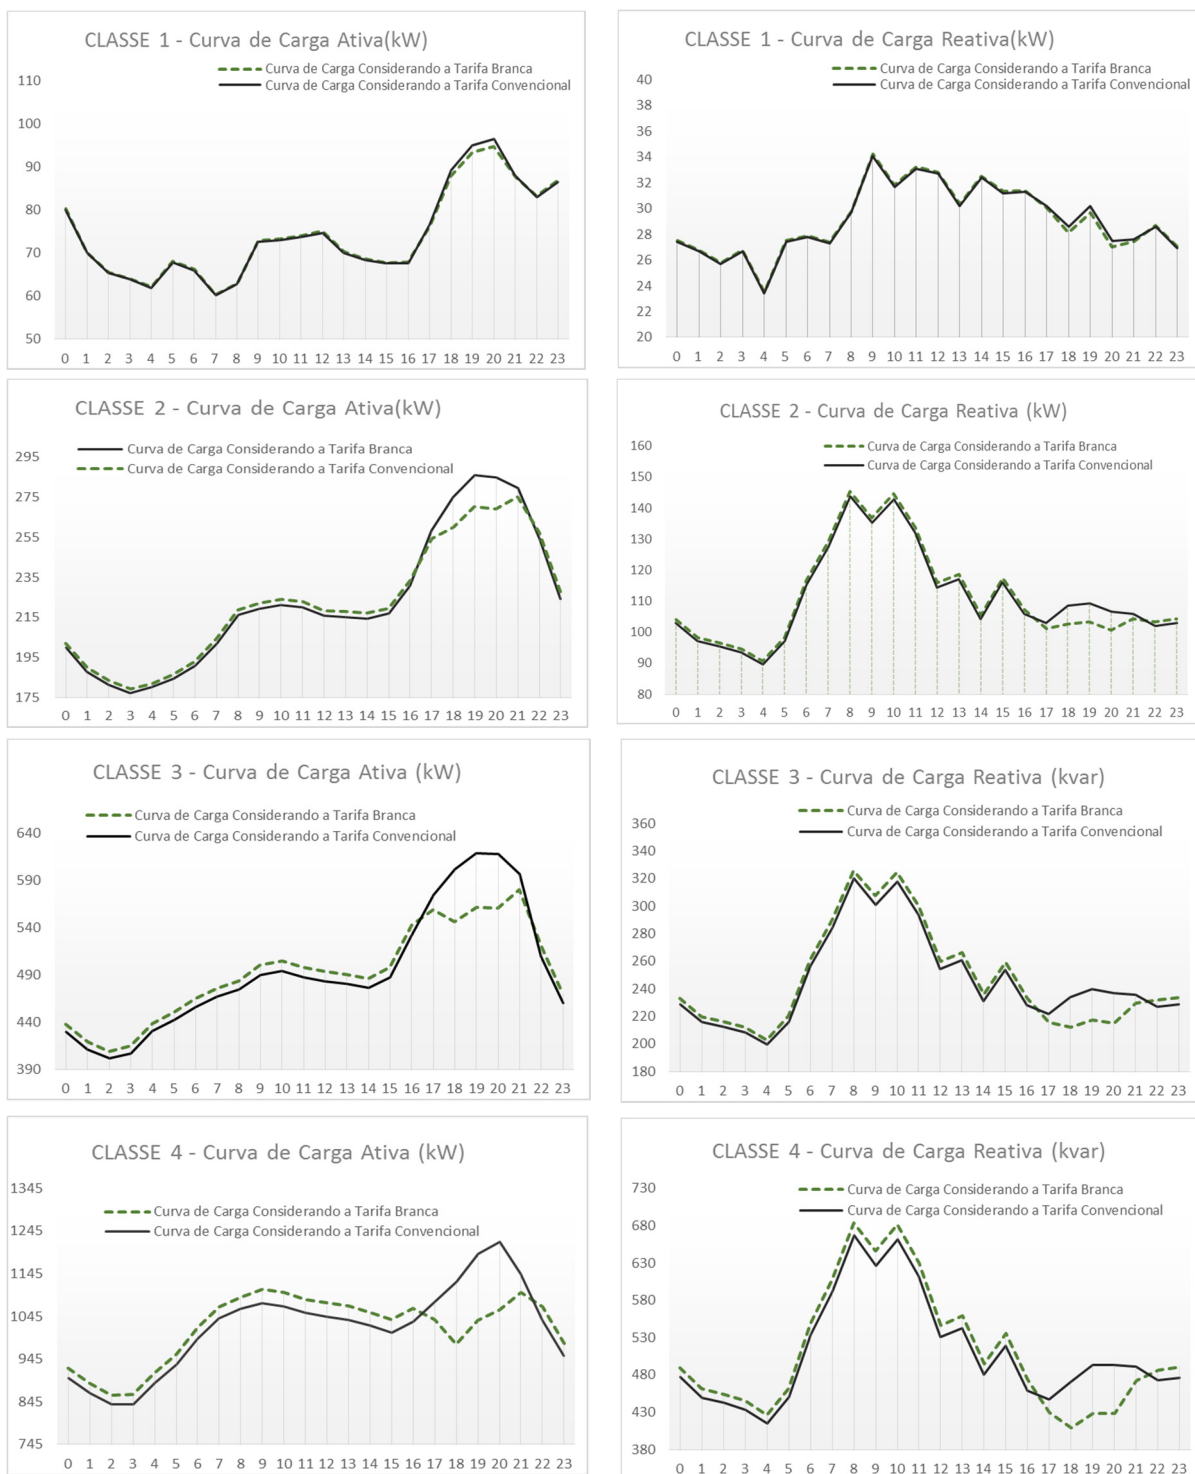 CLASSE 1 - Curva de Carga Ativa(kW)
Curva de Carga Considerando a Tarifa Branca
Curva de Carga Considerando a Tarifa Convencional
110
100
90
80
70
60
50
0 1 2 3 4 5 6 7 8 9 10 11 12 13 14 15 16 17 18 19 20 21 22 23
CLASSE 1 - Curva de Carga Reativa(kW)
Curva de Carga Considerando a Tarifa Branca
Curva de Carga Considerando a Tarifa Convencional
40
38
36
34
32
30
28
26
24
22
20
0 1 2 3 4 5 6 7 8 9 10 11 12 13 14 15 16 17 18 19 20 21 22 23
CLASSE 2 - Curva de Carga Ativa(kW)
Curva de Carga Considerando a Tarifa Branca
Curva de Carga Considerando a Tarifa Convencional
295
275
255
235
215
195
175
0 1 2 3 4 5 6 7 8 9 10 11 12 13 14 15 16 17 18 19 20 21 22 23
CLASSE 2 - Curva de Carga Reativa (kW)
Curva de Carga Considerando a Tarifa Branca
Curva de Carga Considerando a Tarifa Convencional
160
150
140
130
120
110
100
90
80
0 1 2 3 4 5 6 7 8 9 10 11 12 13 14 15 16 17 18 19 20 21 22 23
CLASSE 3 - Curva de Carga Ativa (kW)
Curva de Carga Considerando a Tarifa Branca
Curva de Carga Considerando a Tarifa Convencional
640
590
540
490
440
390
0 1 2 3 4 5 6 7 8 9 10 11 12 13 14 15 16 17 18 19 20 21 22 23
CLASSE 3 - Curva de Carga Reativa (kvar)
Curva de Carga Considerando a Tarifa Branca
Curva de Carga Considerando a Tarifa Convencional
360
340
320
300
280
260
240
220
200
180
0 1 2 3 4 5 6 7 8 9 10 11 12 13 14 15 16 17 18 19 20 21 22 23
CLASSE 4 - Curva de Carga Ativa (kW)
Curva de Carga Considerando a Tarifa Branca
Curva de Carga Considerando a Tarifa Convencional
1345
1245
1145
1045
945
845
745
0 1 2 3 4 5 6 7 8 9 10 11 12 13 14 15 16 17 18 19 20 21 22 23
CLASSE 4 - Curva de Carga Reativa (kvar)
Curva de Carga Considerando a Tarifa Branca
Curva de Carga Considerando a Tarifa Convencional
730
680
630
580
530
480
430
380
0 1 2 3 4 5 6 7 8 9 10 11 12 13 14 15 16 17 18 19 20 21 22 23